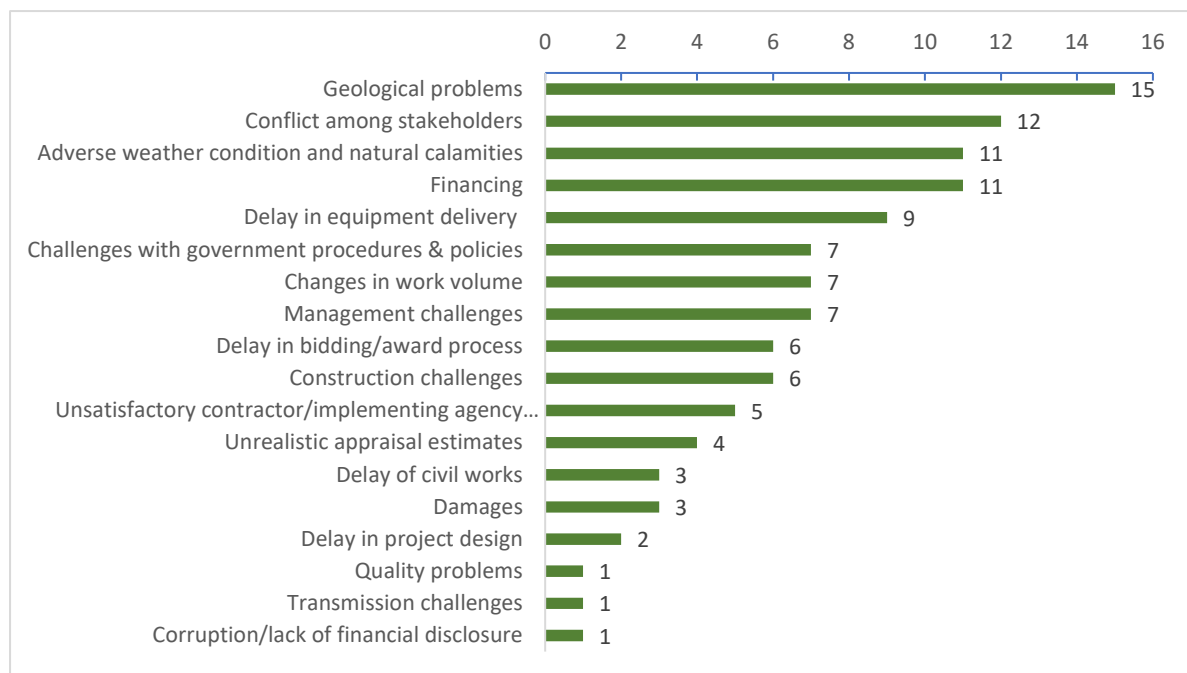 0 2 4 6 8 10 12 14 16
Geological problems 15
Conflict among stakeholders 12
Adverse weather condition and natural calamities 11
Financing 11
Delay in equipment delivery 9
Challenges with government procedures & policies 7
Changes in work volume 7
Management challenges 7
Delay in bidding/award process 6
Construction challenges 6
Unsatisfactory contractor/implementing agency... 5
Unrealistic appraisal estimates 4
Delay of civil works 3
Damages 3
Delay in project design 2
Quality problems 1
Transmission challenges 1
Corruption/lack of financial disclosure 1